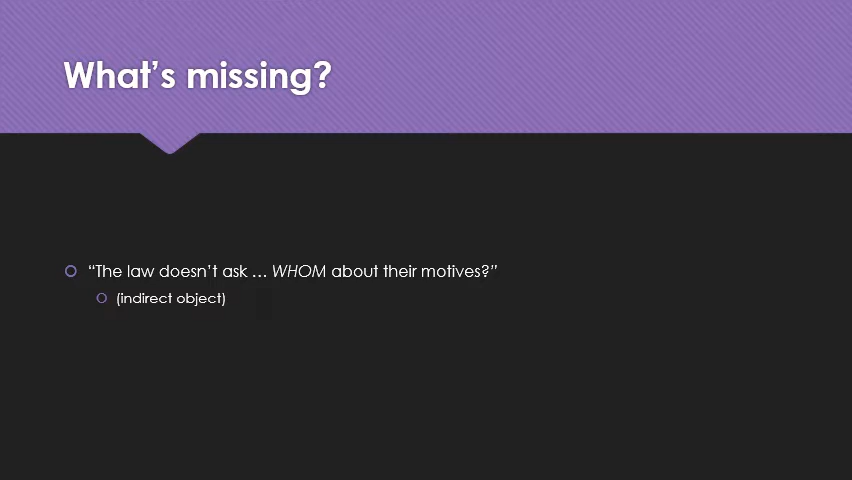 What’s missing?
“The law doesn’t ask … WHOM about their motives?”
(indirect object)